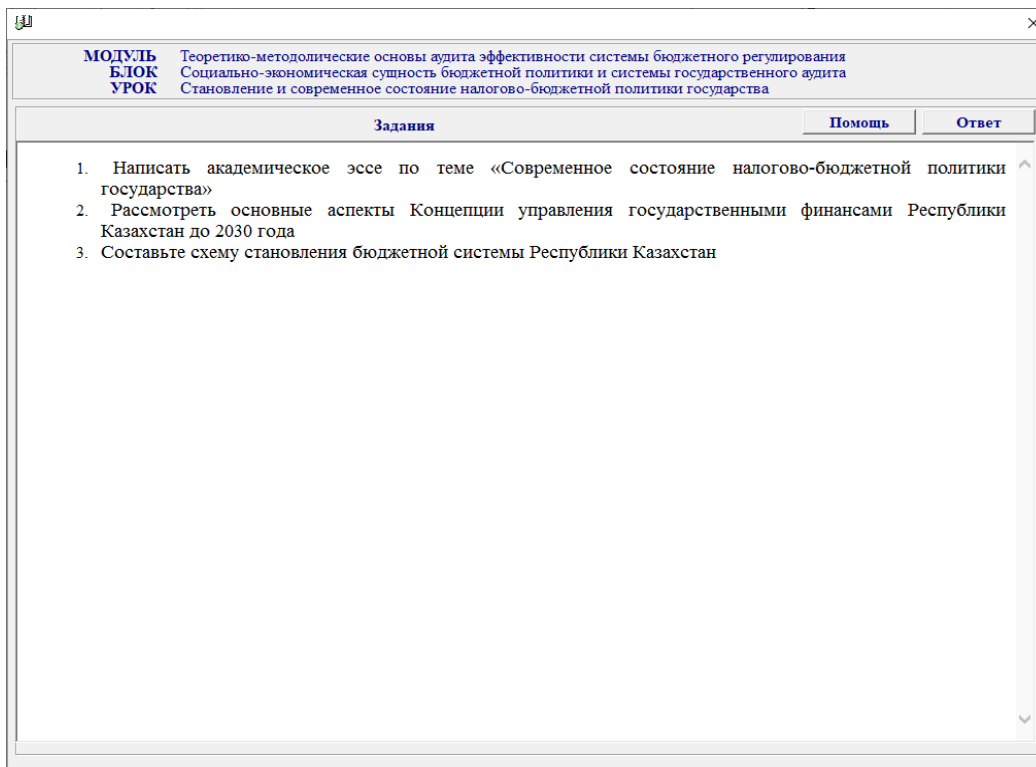 МОДУЛЬ Теоретико-методолические основы аудита эффективности системы бюджетного регулирования
БЛОК Социально-экономическая сущность бюджетной политики и системы государственного аудита
УРОК Становление и современное состояние налогово-бюджетной политики государства
Задания Помощь Ответ
1. Написать академическое эссе по теме «Современное состояние налогово-бюджетной политики
государства»
2. Рассмотреть основные аспекты Концепции управления государственными финансами Республики
Казахстан до 2030 года
3. Составьте схему становления бюджетной системы Республики Казахстан